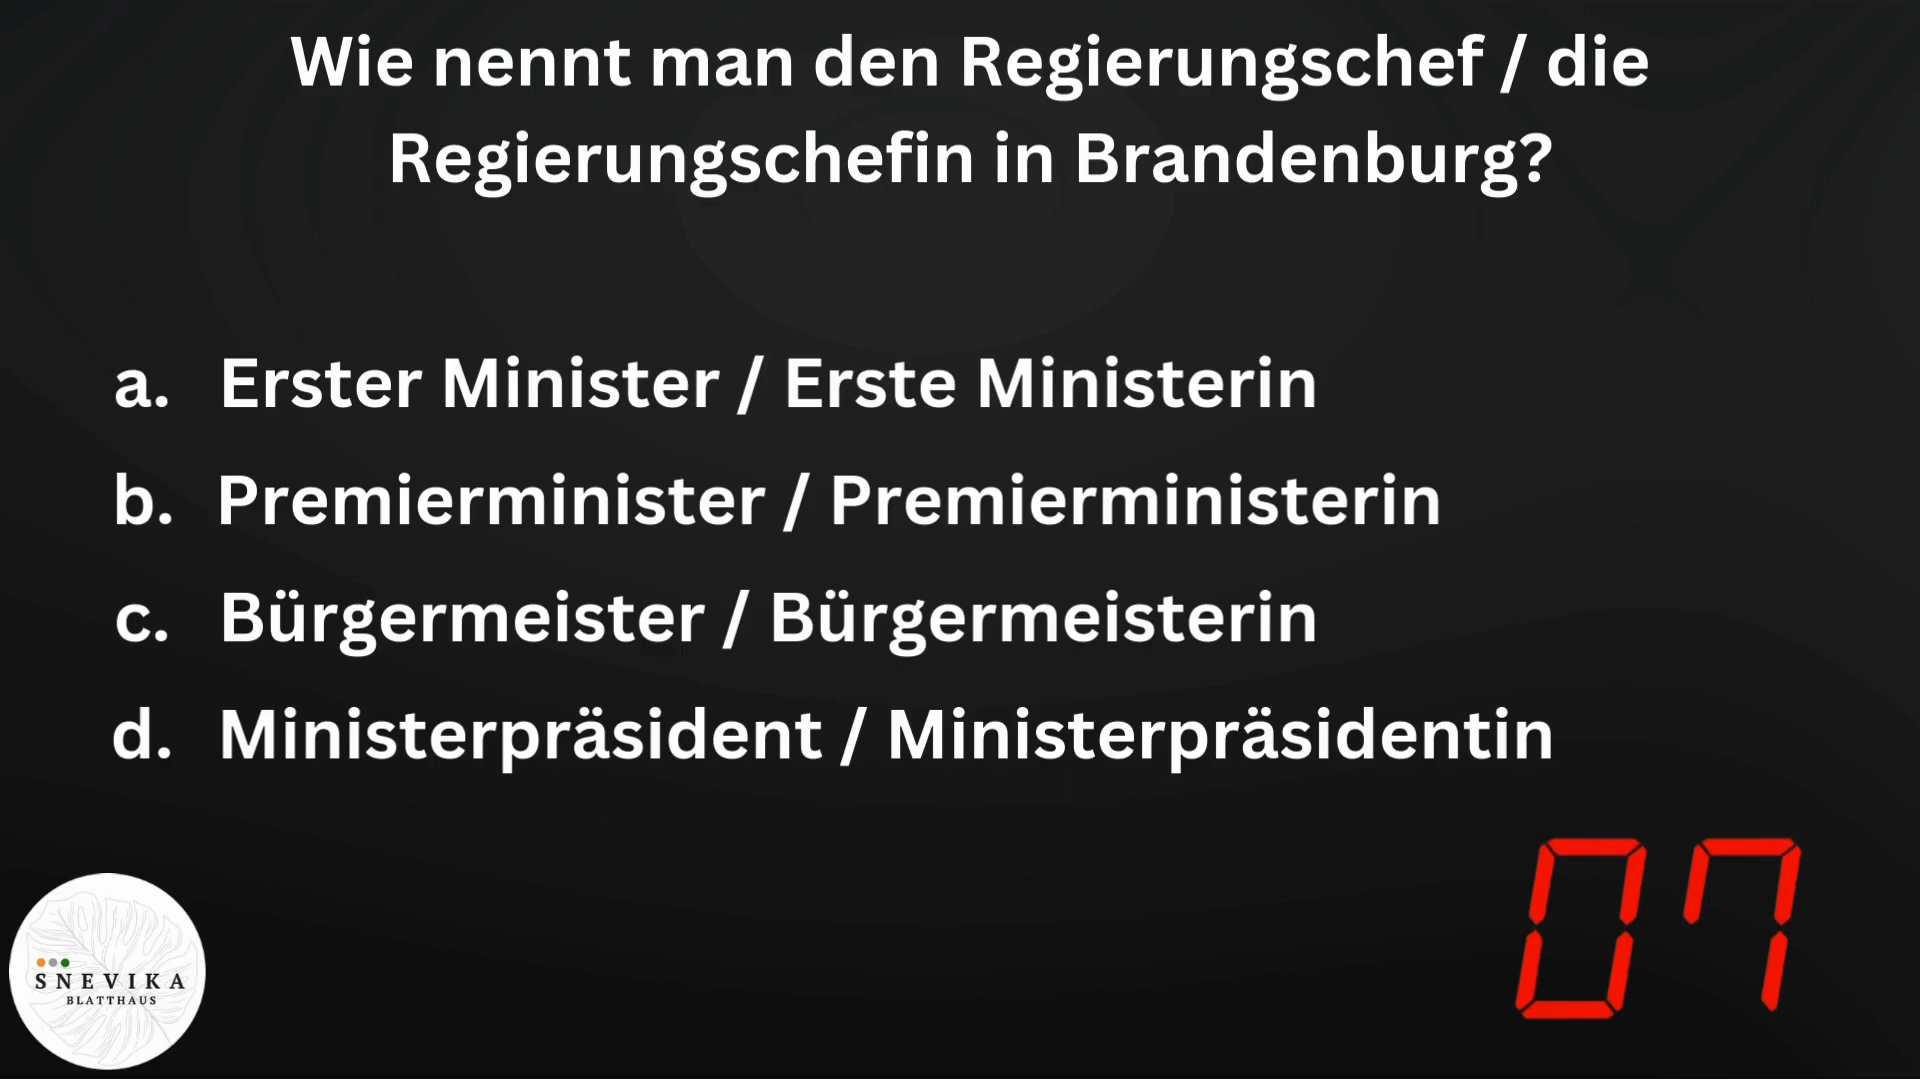 Wie nennt man den Regierungschef / die
Regierungschefin in Brandenburg?
a. Erster Minister / Erste Ministerin
b. Premierminister / Premierministerin
c. Bürgermeister / Bürgermeisterin
d. Ministerpräsident / Ministerpräsidentin
07
SNEVIKA
BLATTHAUS